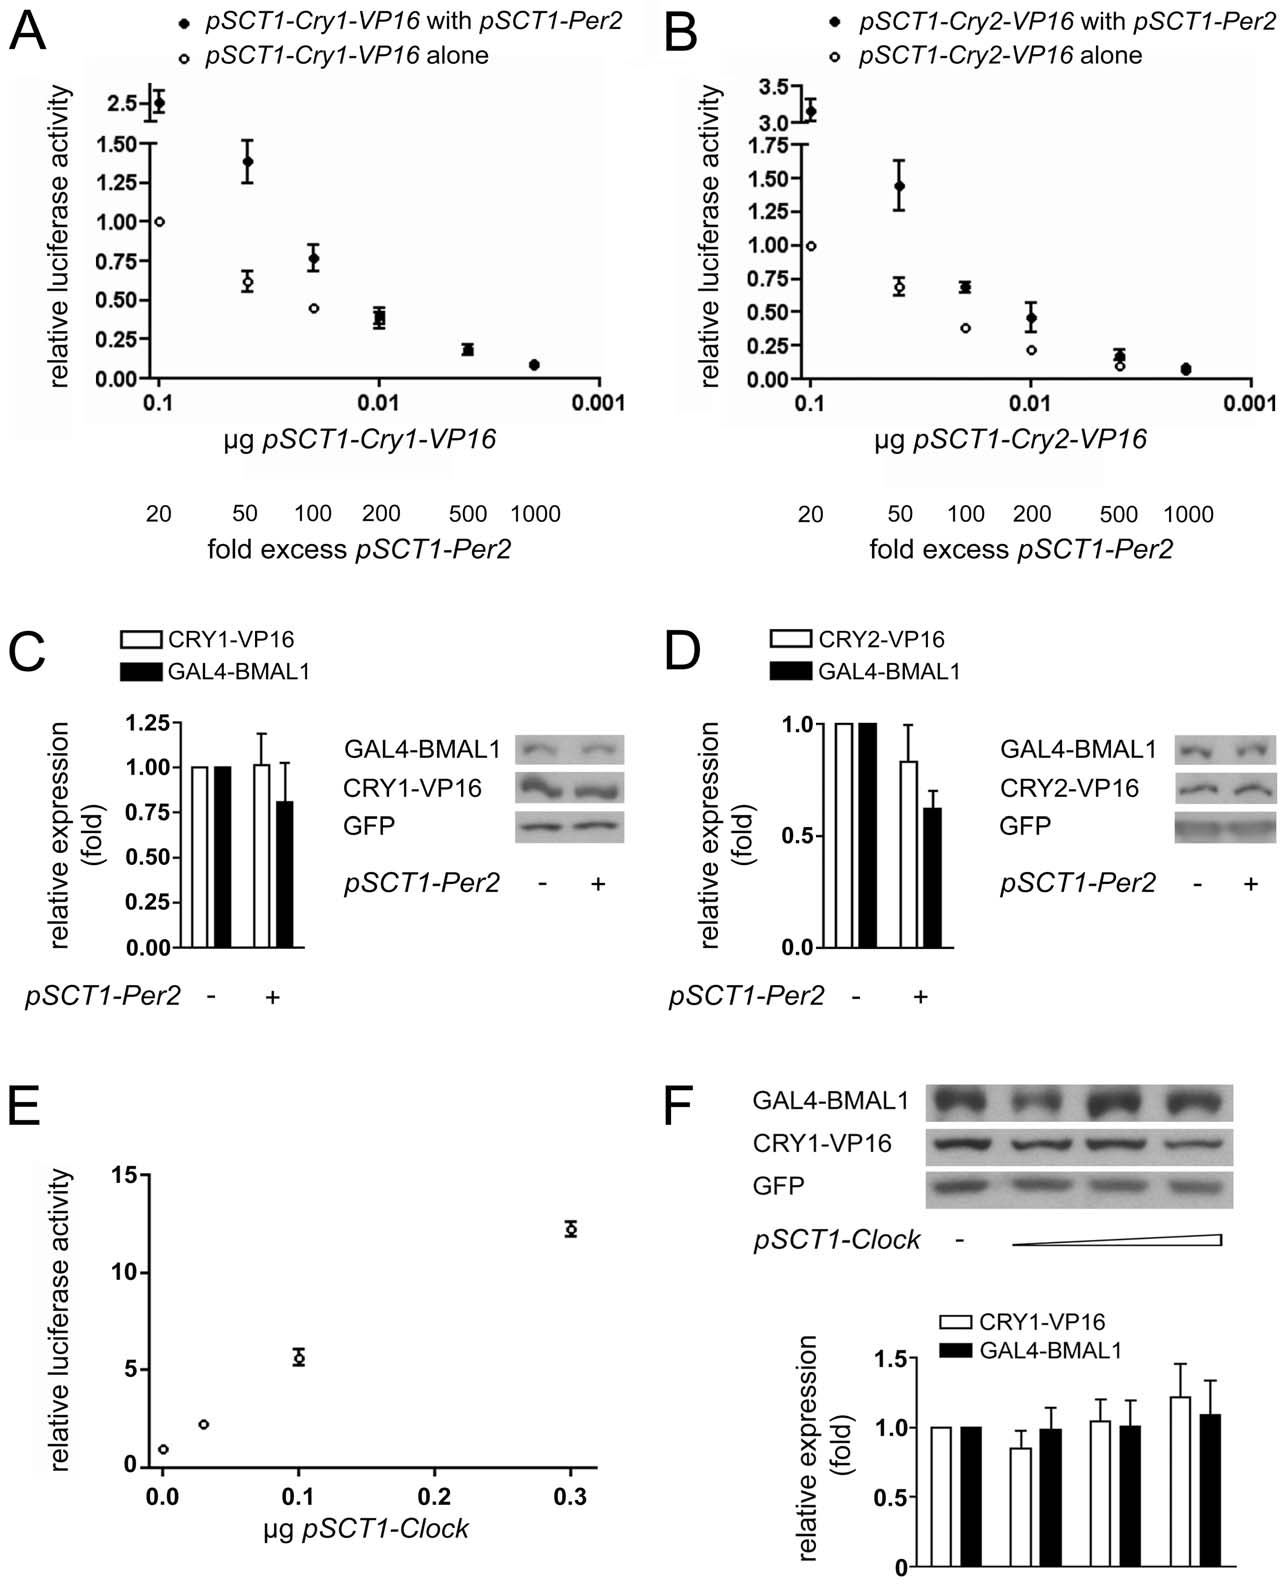 A
pSCT1-Cry1-VP16 with pSCT1-Per2
pSCT1-Cry1-VP16 alone
relative luciferase activity
2.5
1.50
1.25
1.00
0.75
0.50
0.25
0.00
0.1 0.01 0.001
µg pSCT1-Cry1-VP16
20 50 100 200 500 1000
fold excess pSCT1-Per2
B
pSCT1-Cry2-VP16 with pSCT1-Per2
pSCT1-Cry2-VP16 alone
relative luciferase activity
3.5
3.0
1.75
1.50
1.25
1.00
0.75
0.50
0.25
0.00
0.1 0.01 0.001
µg pSCT1-Cry2-VP16
20 50 100 200 500 1000
fold excess pSCT1-Per2
C
CRY1-VP16
GAL4-BMAL1
relative expression
(fold)
1.25
1.00
0.75
0.50
0.25
0.00
pSCT1-Per2 - +
GAL4-BMAL1
CRY1-VP16
GFP
pSCT1-Per2 - +
D
CRY2-VP16
GAL4-BMAL1
relative expression
(fold)
1.0
0.5
0.0
pSCT1-Per2 - +
GAL4-BMAL1
CRY2-VP16
GFP
pSCT1-Per2 - +
E
relative luciferase activity
15
10
5
0
0.0 0.1 0.2 0.3
µg pSCT1-Clock
F
GAL4-BMAL1
CRY1-VP16
GFP
pSCT1-Clock -
CRY1-VP16
GAL4-BMAL1
relative expression
(fold)
1.5
1.0
0.5
0